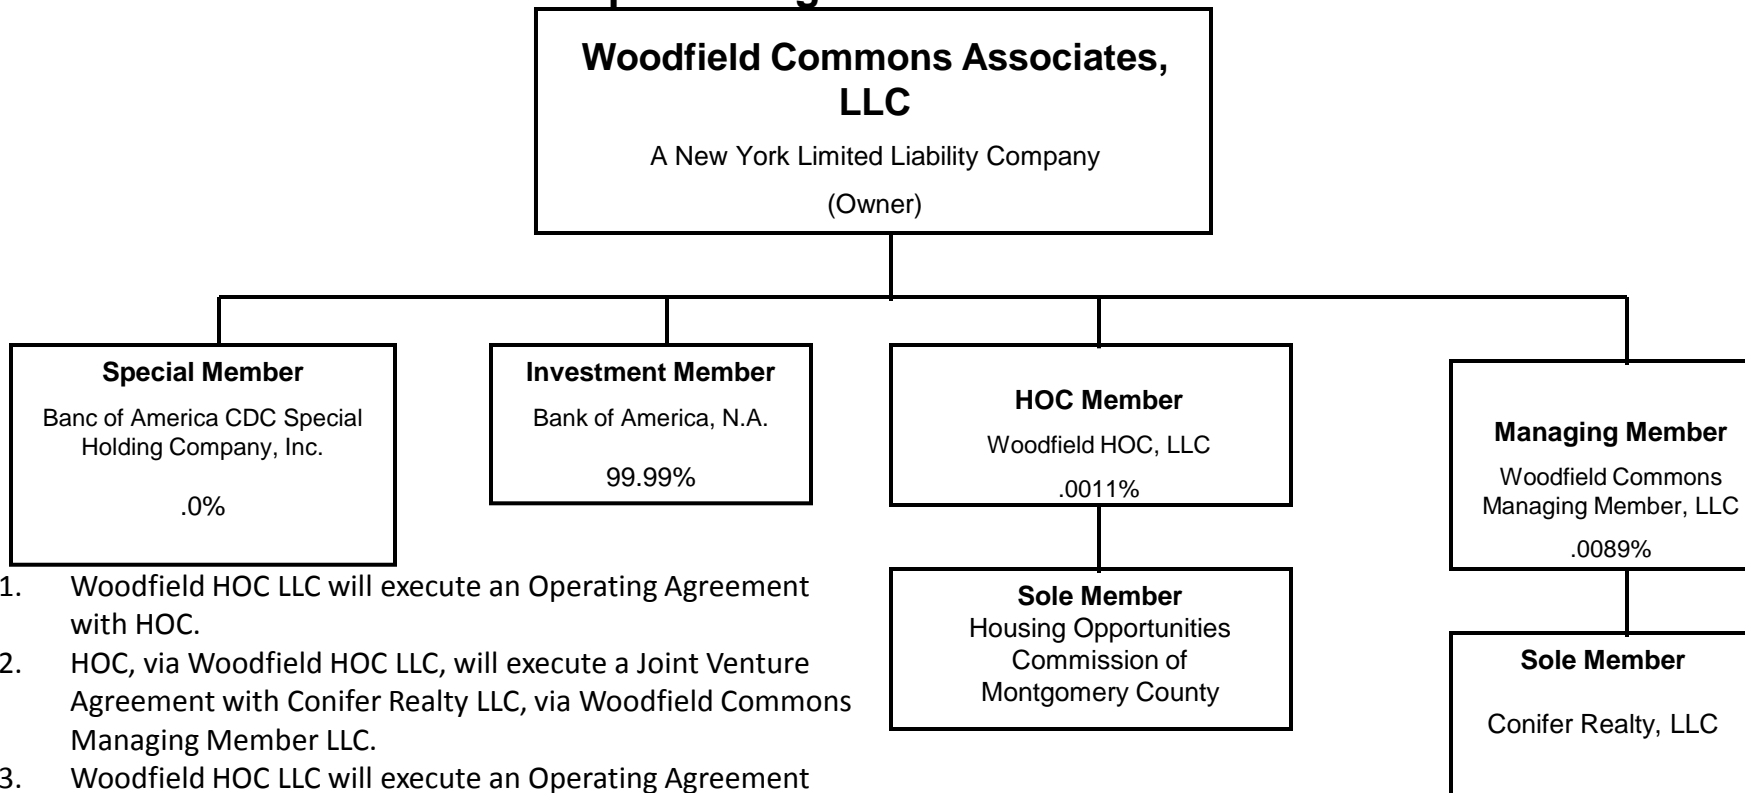 Woodfield Commons Associates,
LLC
A New York Limited Liability Company
(Owner)
Special Member
Banc of America CDC Special
Holding Company, Inc.
.0%
Investment Member
Bank of America, N.A.
99.99%
HOC Member
Woodfield HOC, LLC
.0011%
Managing Member
Woodfield Commons
Managing Member, LLC
.0089%
Sole Member
Housing Opportunities
Commission of
Montgomery County
Sole Member
Conifer Realty, LLC
1. Woodfield HOC LLC will execute an Operating Agreement
with HOC.
2. HOC, via Woodfield HOC LLC, will execute a Joint Venture
Agreement with Conifer Realty LLC, via Woodfield Commons
Managing Member LLC.
3. Woodfield HOC LLC will execute an Operating Agreement